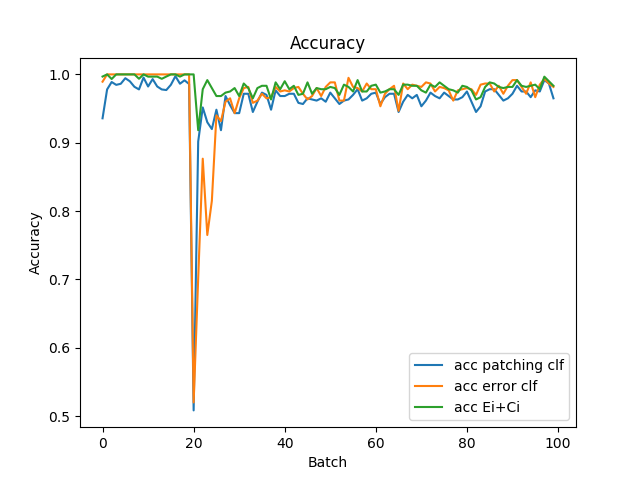 Accuracy
Accuracy
1.0
0.9
0.8
0.7
0.6
0.5
acc patching clf
acc error clf
acc Ei+Ci
0 20 40 60 80 100
Batch